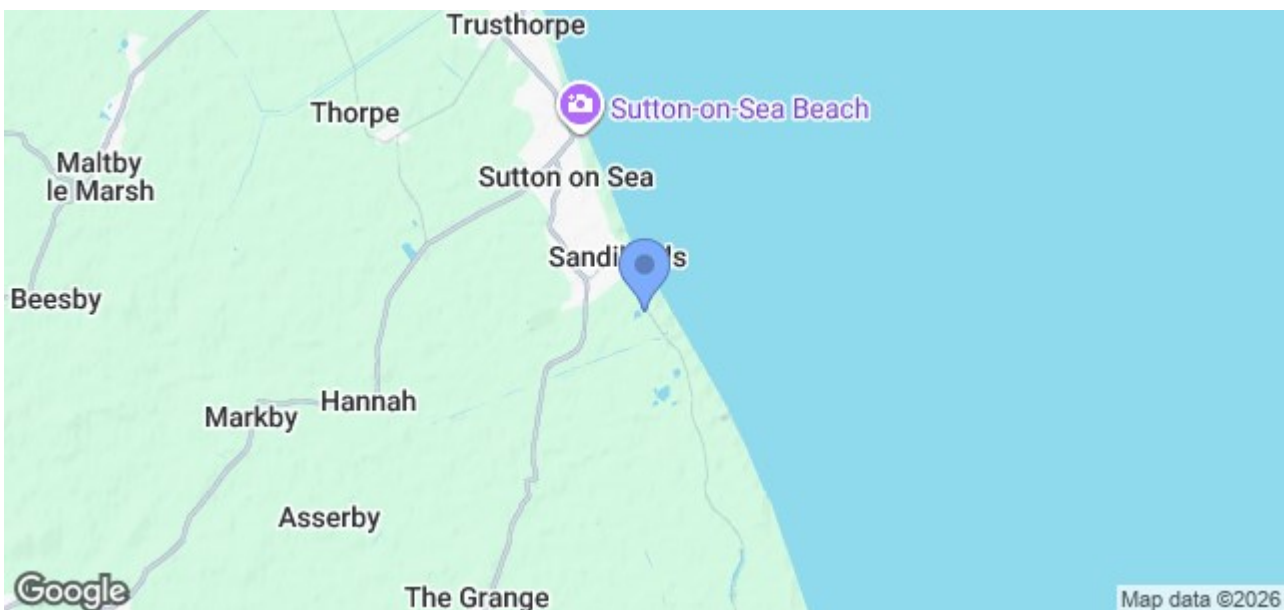 Trusthorpe
Sutton-on-Sea Beach
Thorpe
Maltby
le Marsh
Sutton on Sea
Beesby
Hannah
Markby
Asserby
The Grange
Google
Map data ©2026